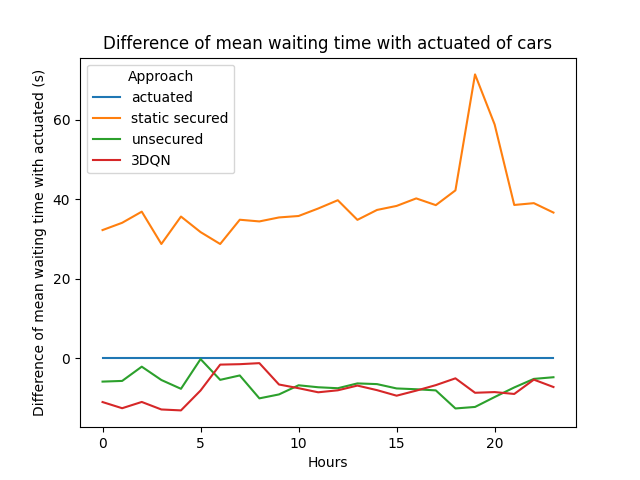 Difference of mean waiting time with actuated of cars
Difference of mean waiting time with actuated (s)
Approach
actuated
static secured
unsecured
3DQN
60
40
20
0
0 5 10 15 20
Hours